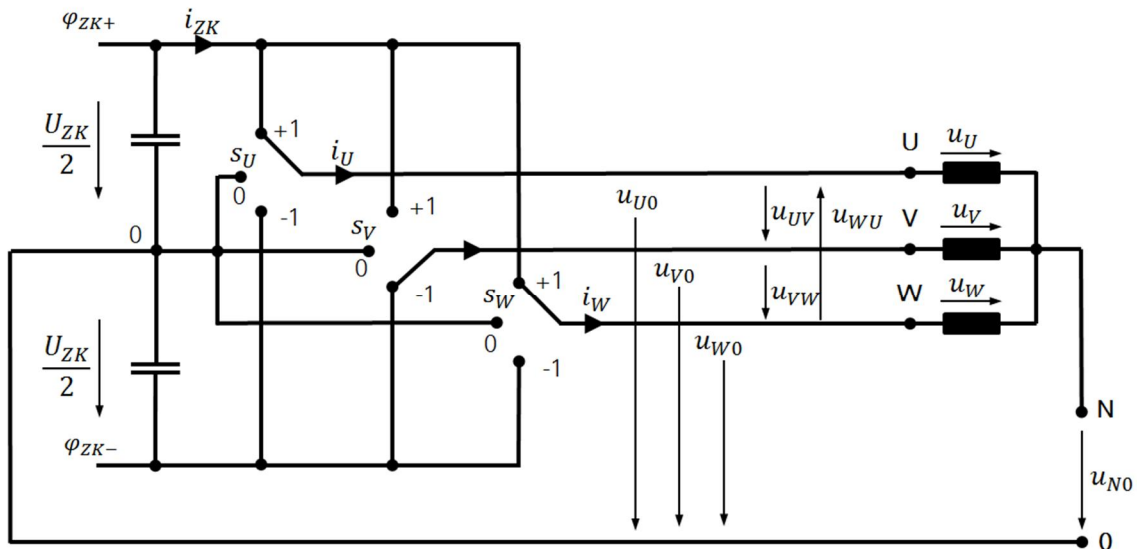 φ_ZK+
i_ZK
U_ZK/2
+1
s_U
0
-1
i_U
U
u_U
0
+1
s_V
0
-1
u_U0
u_UV
u_WU
V
u_V
u_V0
s_W
+1
0
-1
i_W
u_VW
W
u_W
u_W0
U_ZK/2
φ_ZK−
N
u_N0
0